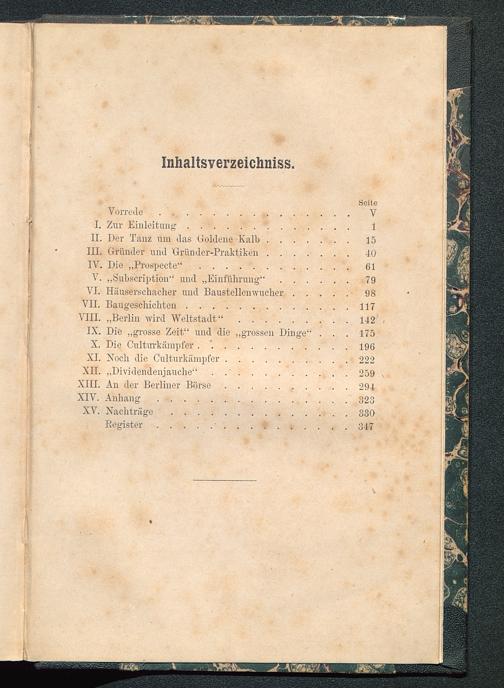 Inhaltsverzeichniss.
Seite
Vorrede . . . . . . . . . . . . . . . V
I. Zur Einleitung . . . . . . . . . . . . . 1
II. Der Tanz um das Goldene Kalb . . . . . . . 15
III. Gründer und Gründer-Praktiken . . . . . . . 40
IV. Die „Prospecte“ . . . . . . . . . . . . 61
V. „Subscription“ und „Einführung“ . . . . . . 79
VI. Häuserschacher und Baustellenwucher . . . . . 98
VII. Baugeschichten . . . . . . . . . . . . . 117
VIII. „Berlin wird Weltstadt“ . . . . . . . . . . 142
IX. Die „grosse Zeit“ und die „grossen Dinge“ . . . 175
X. Die Culturkämpfer . . . . . . . . . . . . 196
XI. Noch die Culturkämpfer . . . . . . . . . . 222
XII. „Dividendenjauche“ . . . . . . . . . . . 259
XIII. An der Berliner Börse . . . . . . . . . . 294
XIV. Anhang . . . . . . . . . . . . . . . 323
XV. Nachträge . . . . . . . . . . . . . . 330
Register . . . . . . . . . . . . . . . 347